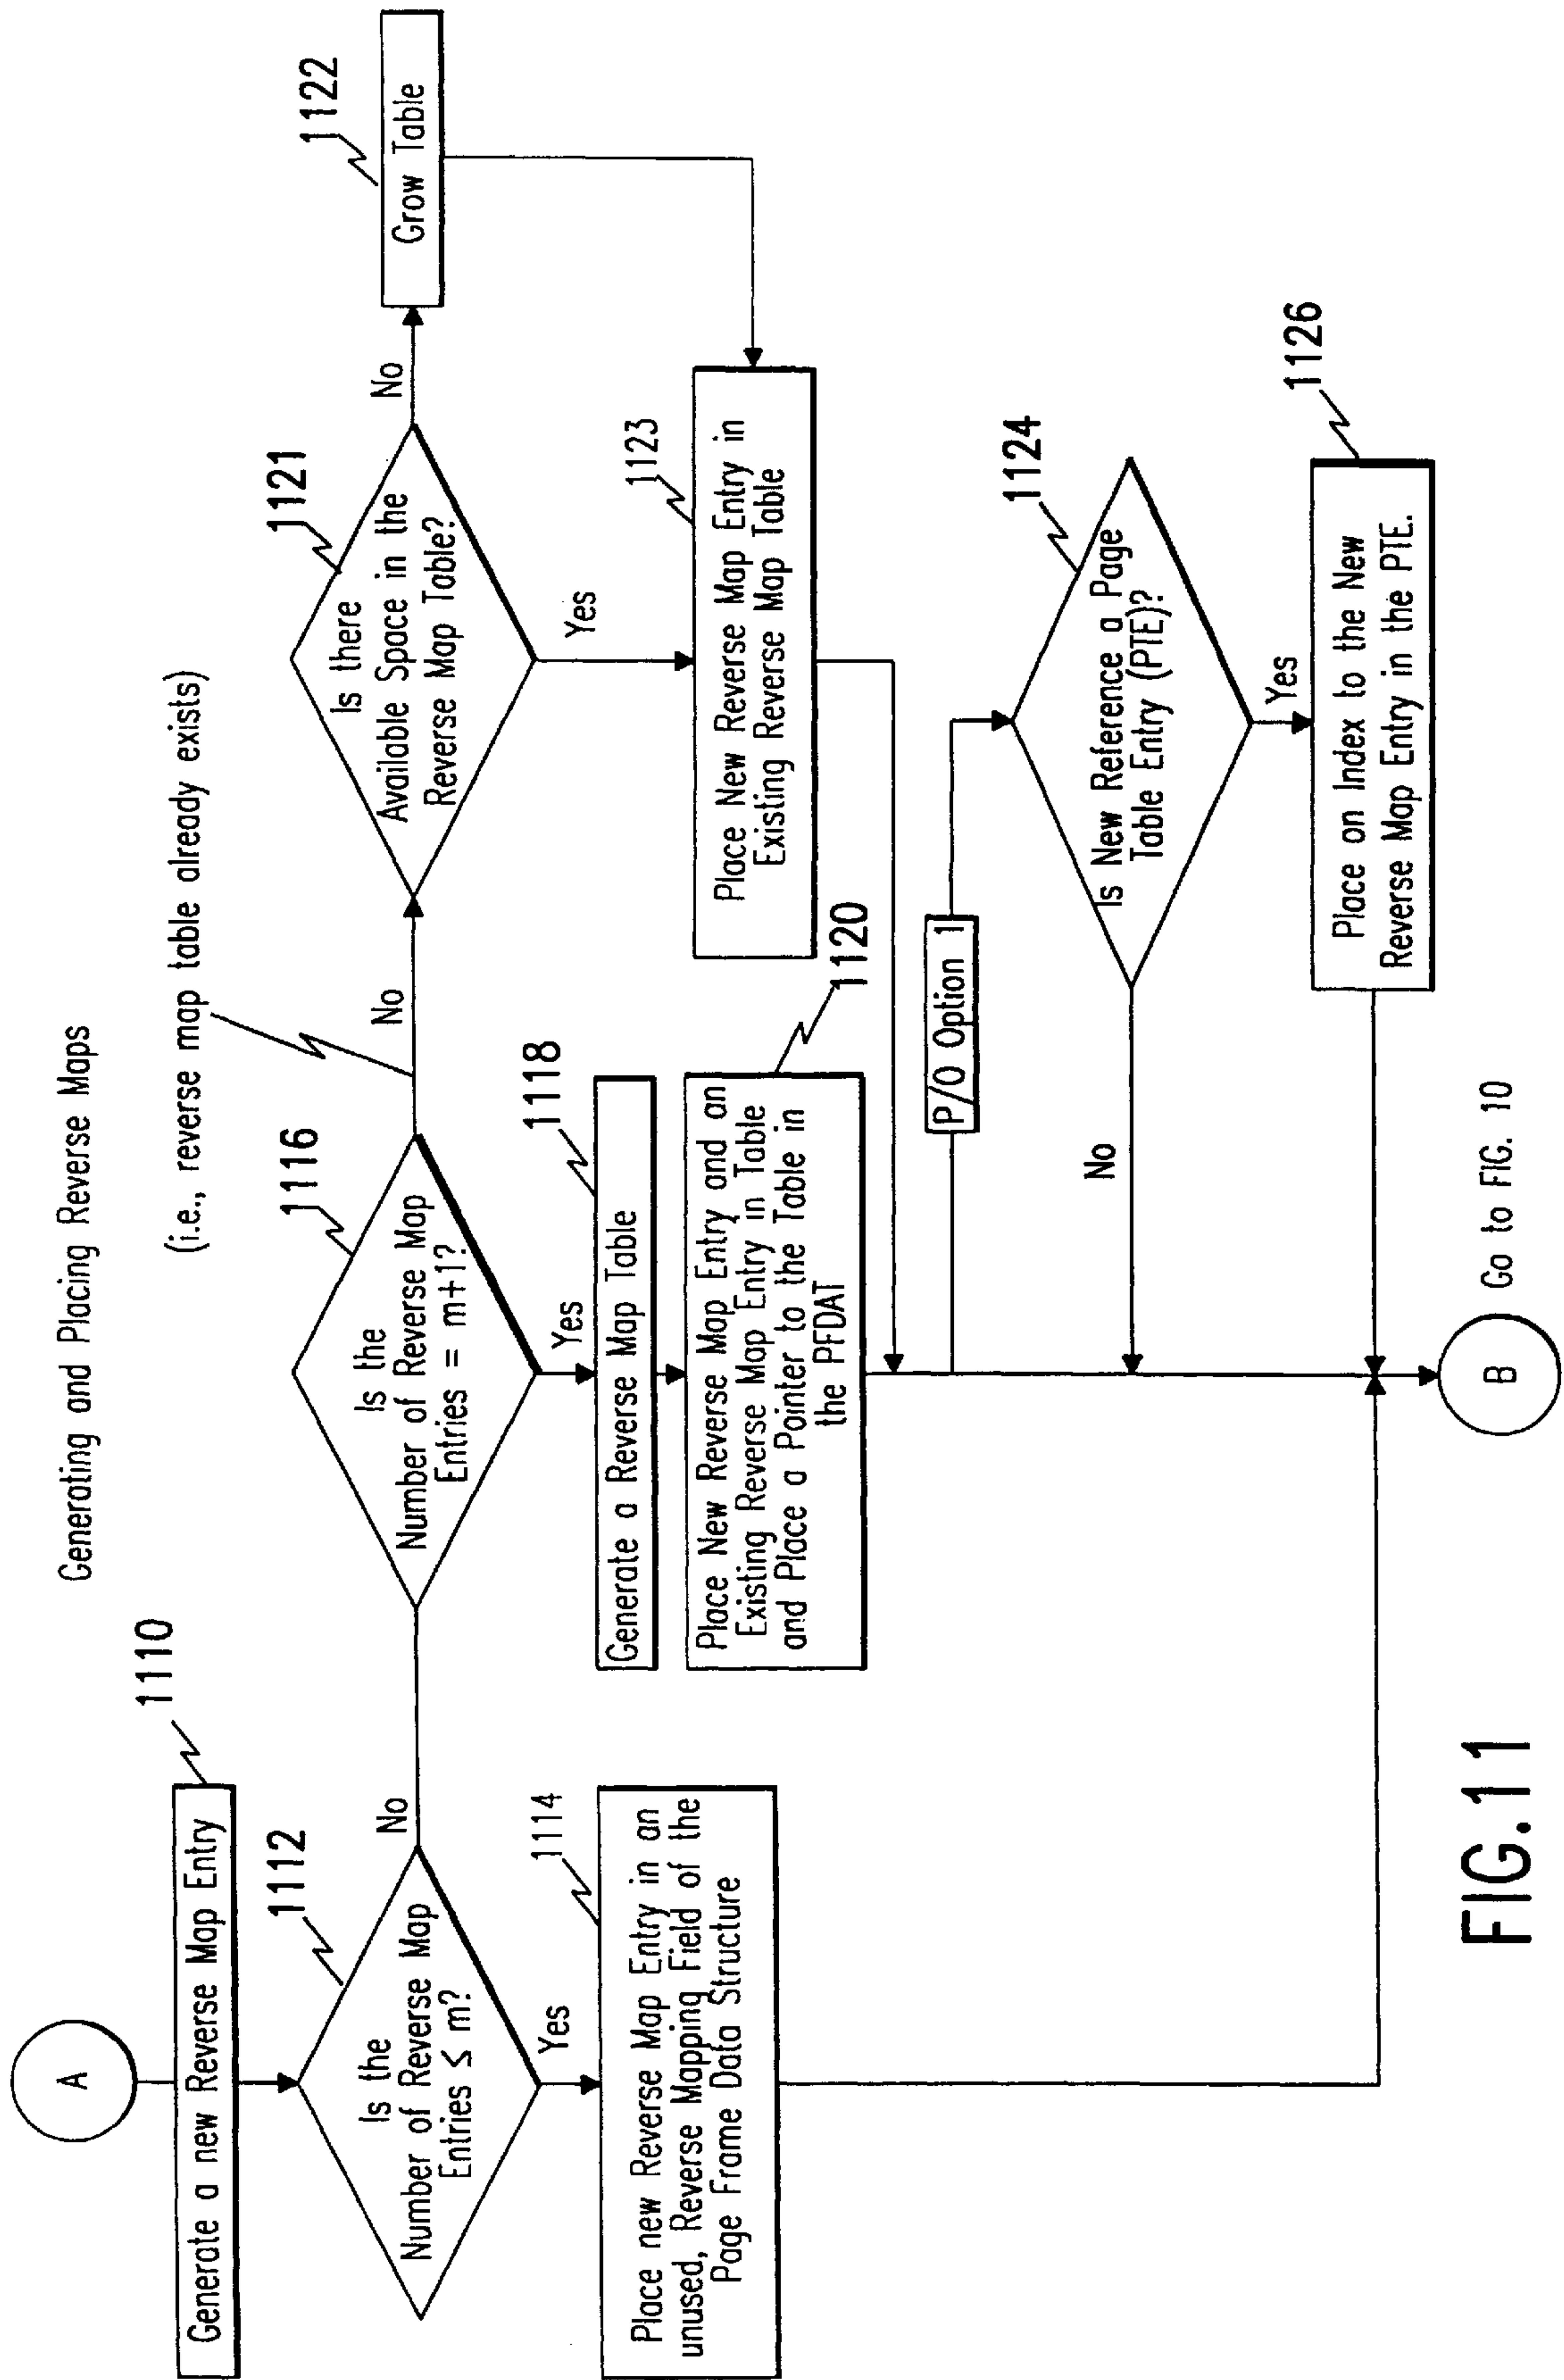 Generating and Placing Reverse Maps
A
Generate a new Reverse Map Entry
1110
Is the
Number of Reverse Map
Entries ≤ m?
1112
No
Yes
Place new Reverse Map Entry in an
unused, Reverse Mapping Field of the
Page Frame Data Structure
1114
Is the
Number of Reverse Map
Entries = m+1?
1116
No
(i.e., reverse map table already exists)
Yes
Generate a Reverse Map Table
1118
Place New Reverse Map Entry and an
Existing Reverse Map Entry in Table
and Place a Pointer to the Table in
the PFDAT
1120
Is there
Available Space in the
Reverse Map Table?
1121
No
Yes
Grow Table
1122
Place New Reverse Map Entry in
Existing Reverse Map Table
1123
P/O Option 1
Is New Reference a Page
Table Entry (PTE)?
1124
No
Yes
Place on Index to the New
Reverse Map Entry in the PTE.
1126
B
Go to FIG. 10
FIG.11